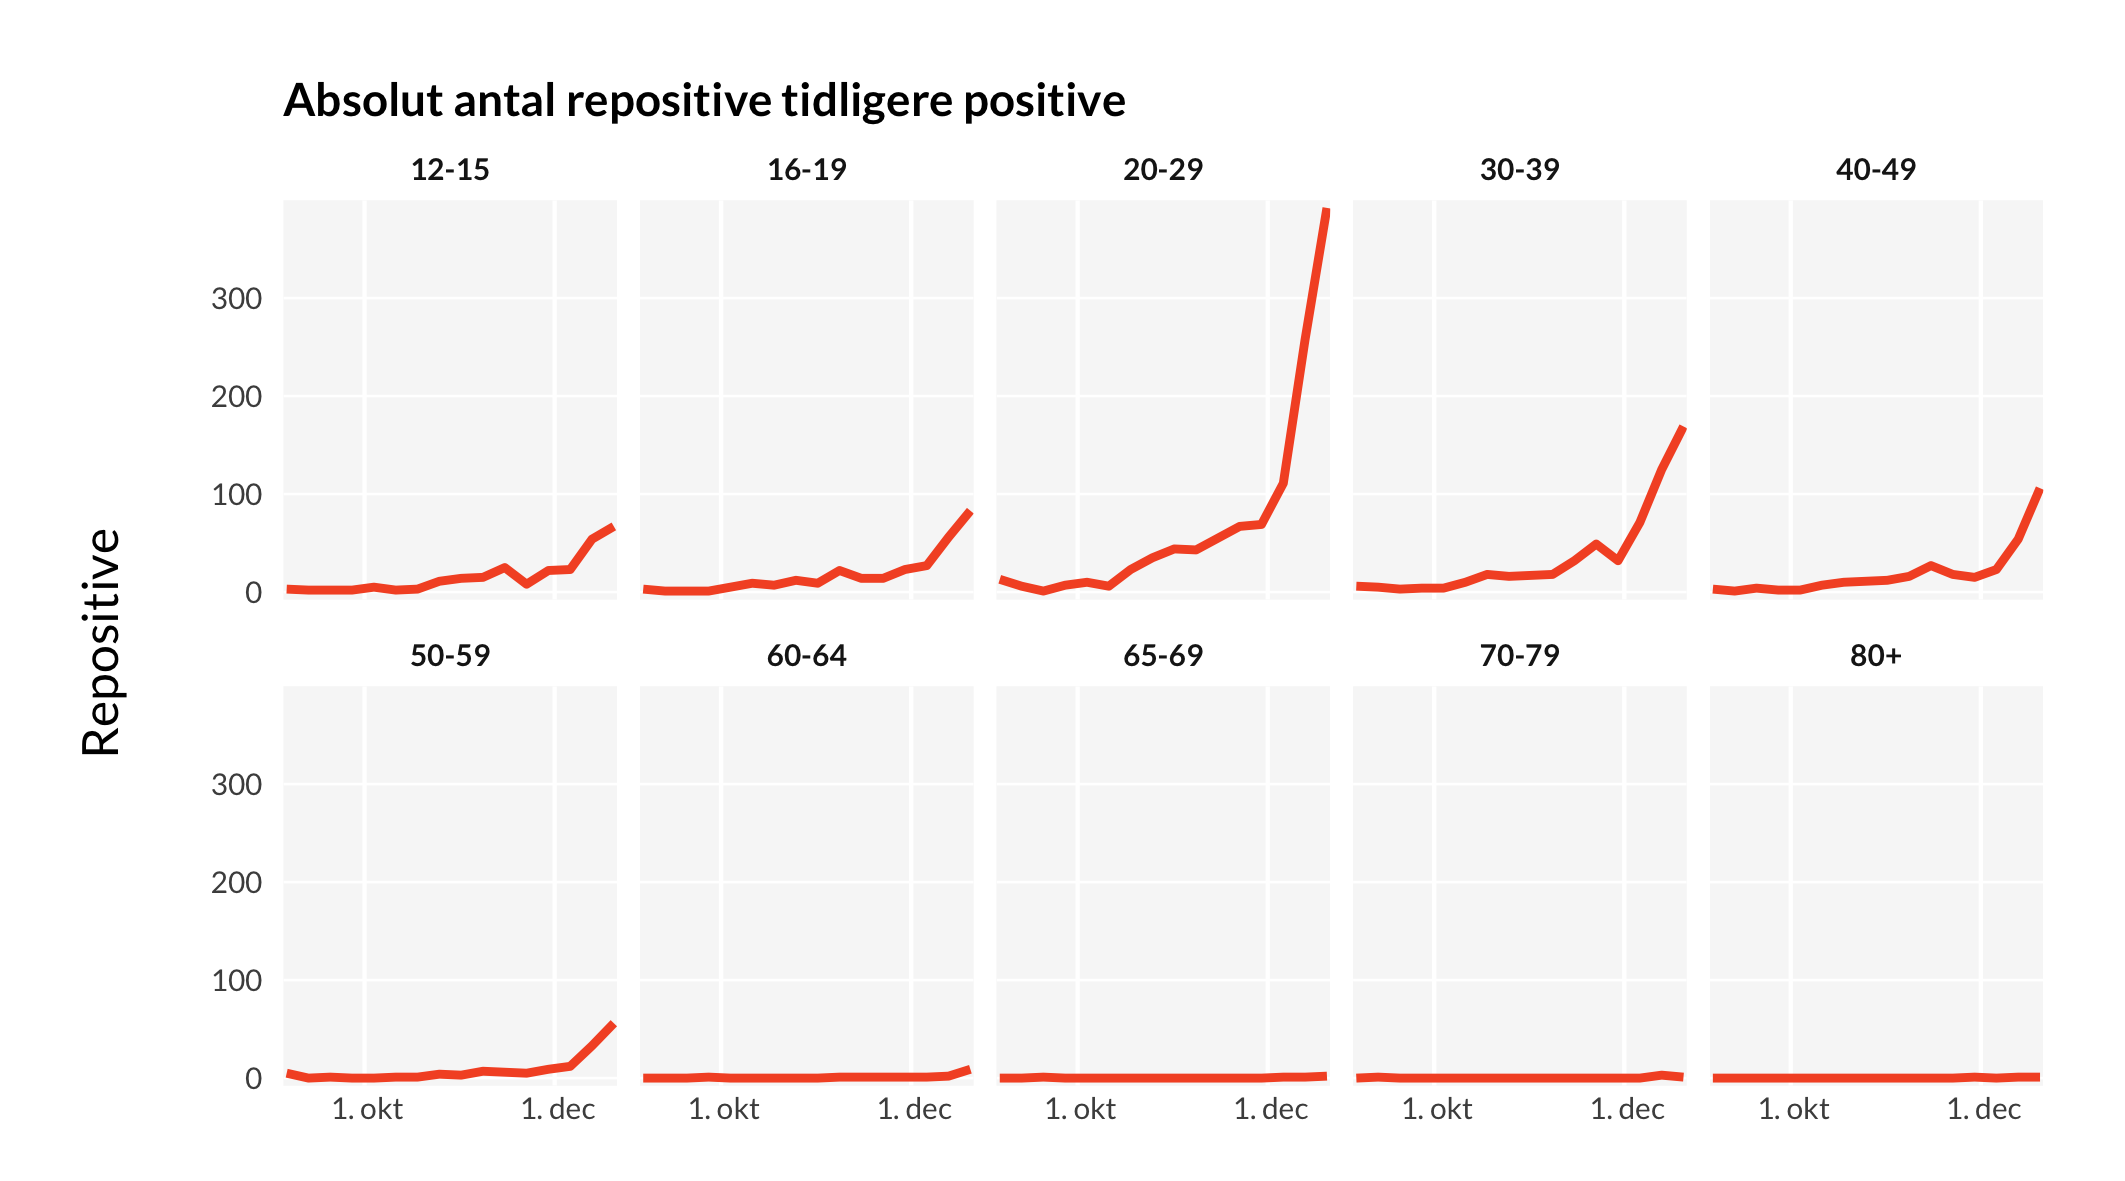 Absolut antal repositive tidligere positive
12-15 16-19 20-29 30-39 40-49
300
200
100
0
Repositive
50-59 60-64 65-69 70-79 80+
300
200
100
0
1. okt 1. dec 1. okt 1. dec 1. okt 1. dec 1. okt 1. dec 1. okt 1. dec